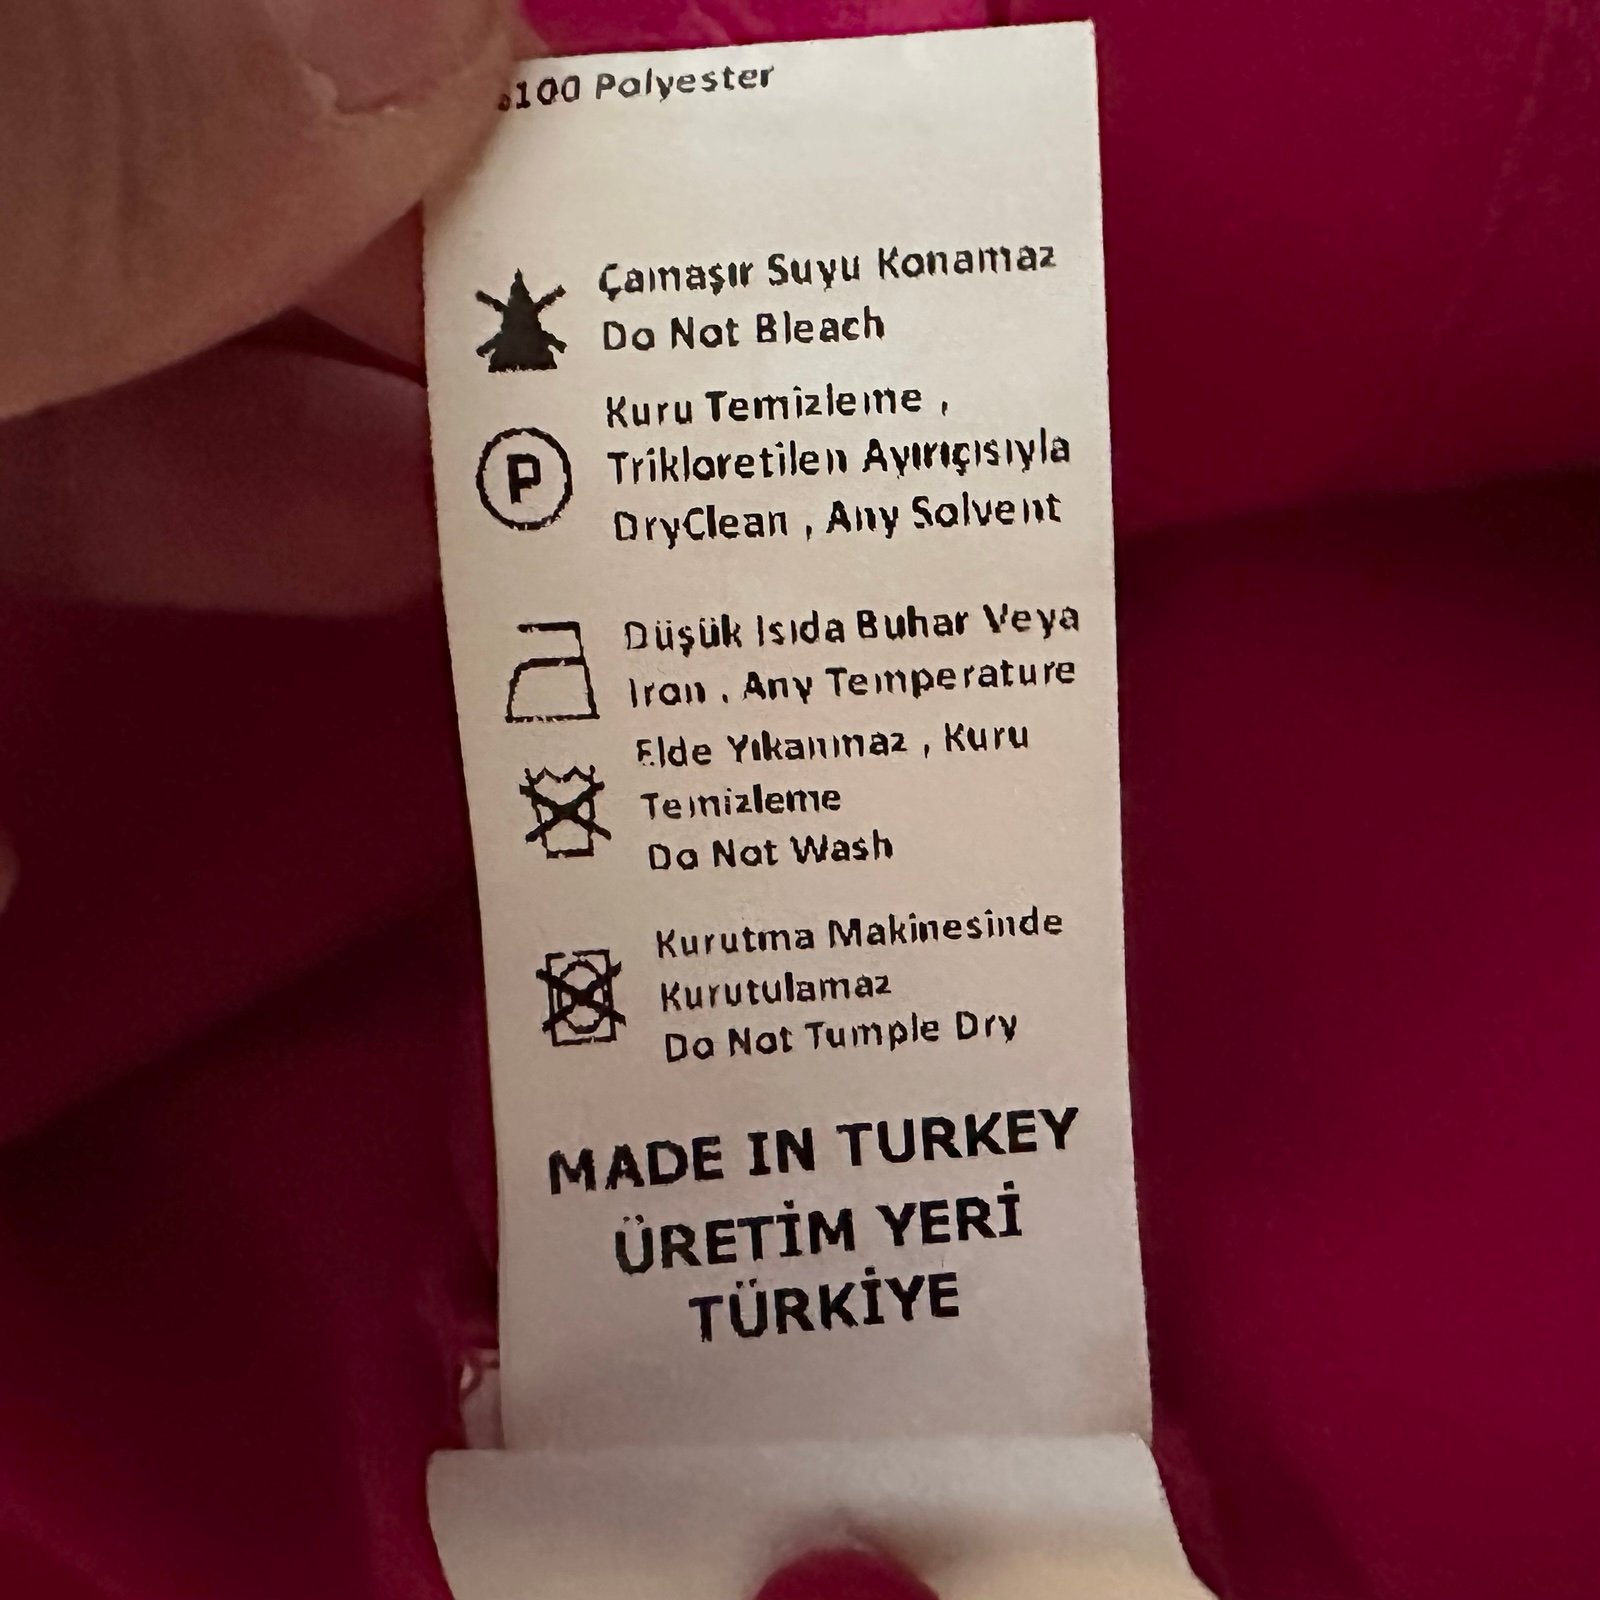 %100 Polyester
Çamaşır Suyu Konamaz
Do Not Bleach
Kuru Temizleme ,
Trikloretilen Ayırıçısıyla
DryClean , Any Solvent
P
Düşük Isıda Buhar Veya
Iron , Any Temperature
Elde Yıkanmaz , Kuru
Temizleme
Do Not Wash
Kurutma Makinesinde
Kurutulamaz
Do Not Tumple Dry
MADE IN TURKEY
ÜRETİM YERİ
TÜRKİYE